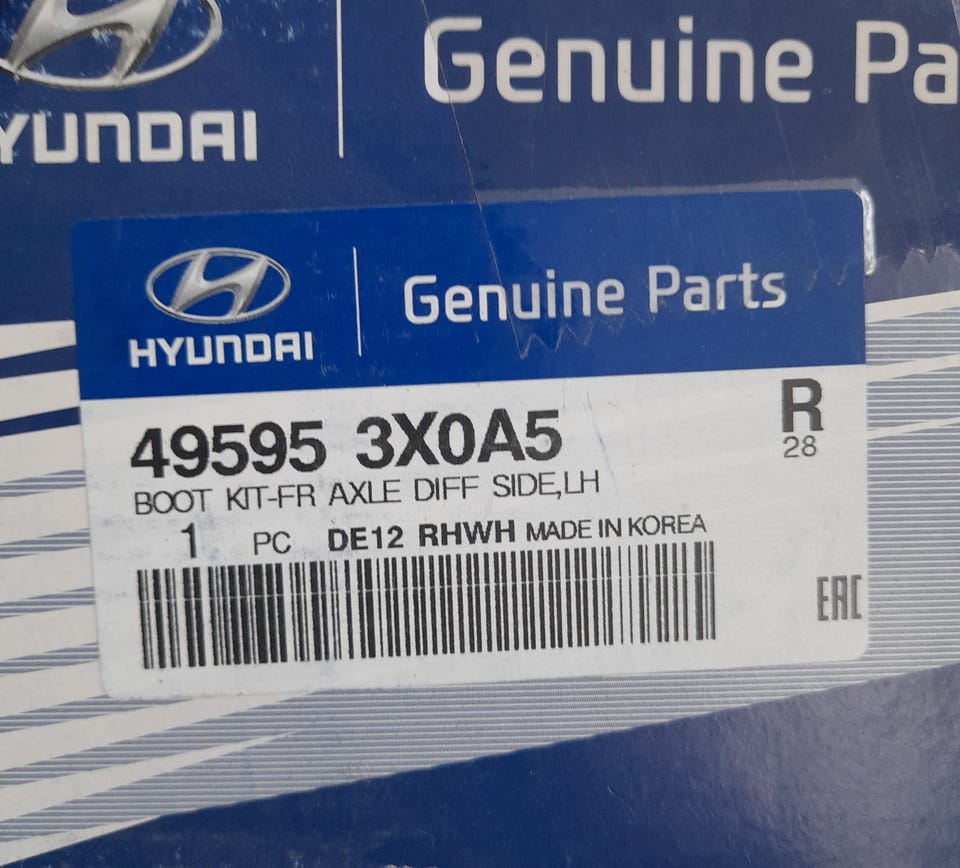 Genuine Pa
YUNDAI
HYUNDAI
Genuine Parts
49595 3X0A5
R
28
BOOT KIT-FR AXLE DIFF SIDE,LH
1 PC DE12 RHWH MADE IN KOREA
EAC